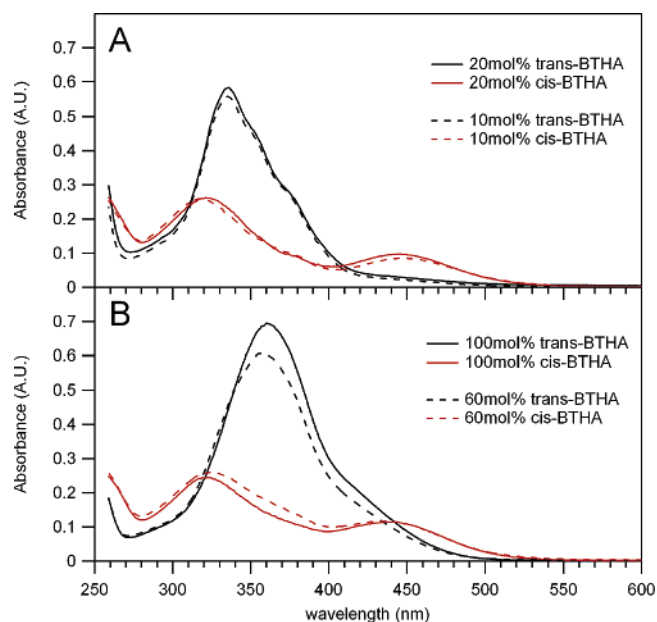 A
0.7
0.6
0.5
0.4
0.3
0.2
0.1
0
Absorbance (A.U.)
20mol% trans-BTHA
20mol% cis-BTHA
10mol% trans-BTHA
10mol% cis-BTHA
B
0.7
0.6
0.5
0.4
0.3
0.2
0.1
0
Absorbance (A.U.)
100mol% trans-BTHA
100mol% cis-BTHA
60mol% trans-BTHA
60mol% cis-BTHA
250 300 350 400 450 500 550 600
wavelength (nm)